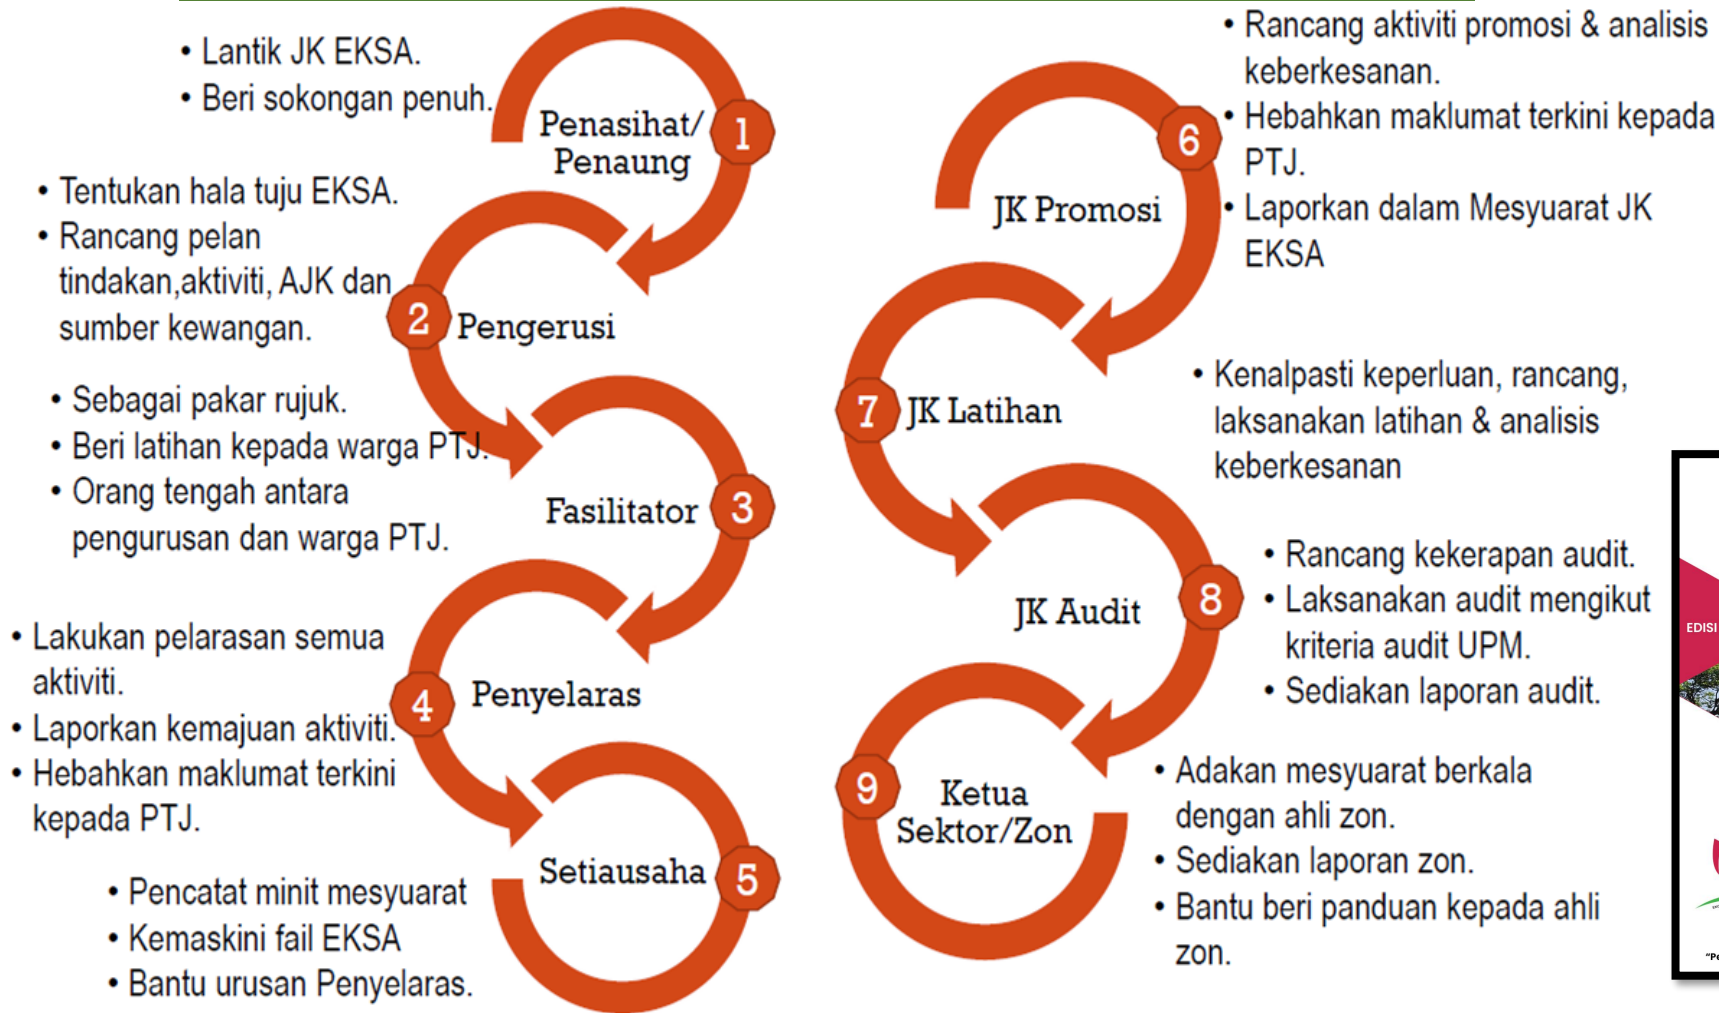 • Lantik JK EKSA.
• Beri sokongan penuh.
Penasihat/
Penaung
1
• Tentukan hala tuju EKSA.
• Rancang pelan
tindakan,aktiviti, AJK dan
sumber kewangan.
2
Pengerusi
• Sebagai pakar rujuk.
• Beri latihan kepada warga PTJ.
• Orang tengah antara
pengurusan dan warga PTJ.
Fasilitator
3
• Lakukan pelarasan semua
aktiviti.
• Laporkan kemajuan aktiviti.
• Hebahkan maklumat terkini
kepada PTJ.
4
Penyelaras
• Pencatat minit mesyuarat
• Kemaskini fail EKSA
• Bantu urusan Penyelaras.
Setiausaha
5
• Rancang aktiviti promosi & analisis
keberkesanan.
• Hebahkan maklumat terkini kepada
PTJ.
• Laporkan dalam Mesyuarat JK
EKSA
6
JK Promosi
7
JK Latihan
• Kenalpasti keperluan, rancang,
laksanakan latihan & analisis
keberkesanan
JK Audit
8
• Rancang kekerapan audit.
• Laksanakan audit mengikut
kriteria audit UPM.
• Sediakan laporan audit.
9
Ketua
Sektor/Zon
• Adakan mesyuarat berkala
dengan ahli zon.
• Sediakan laporan zon.
• Bantu beri panduan kepada ahli
zon.
EDISI
"Pe